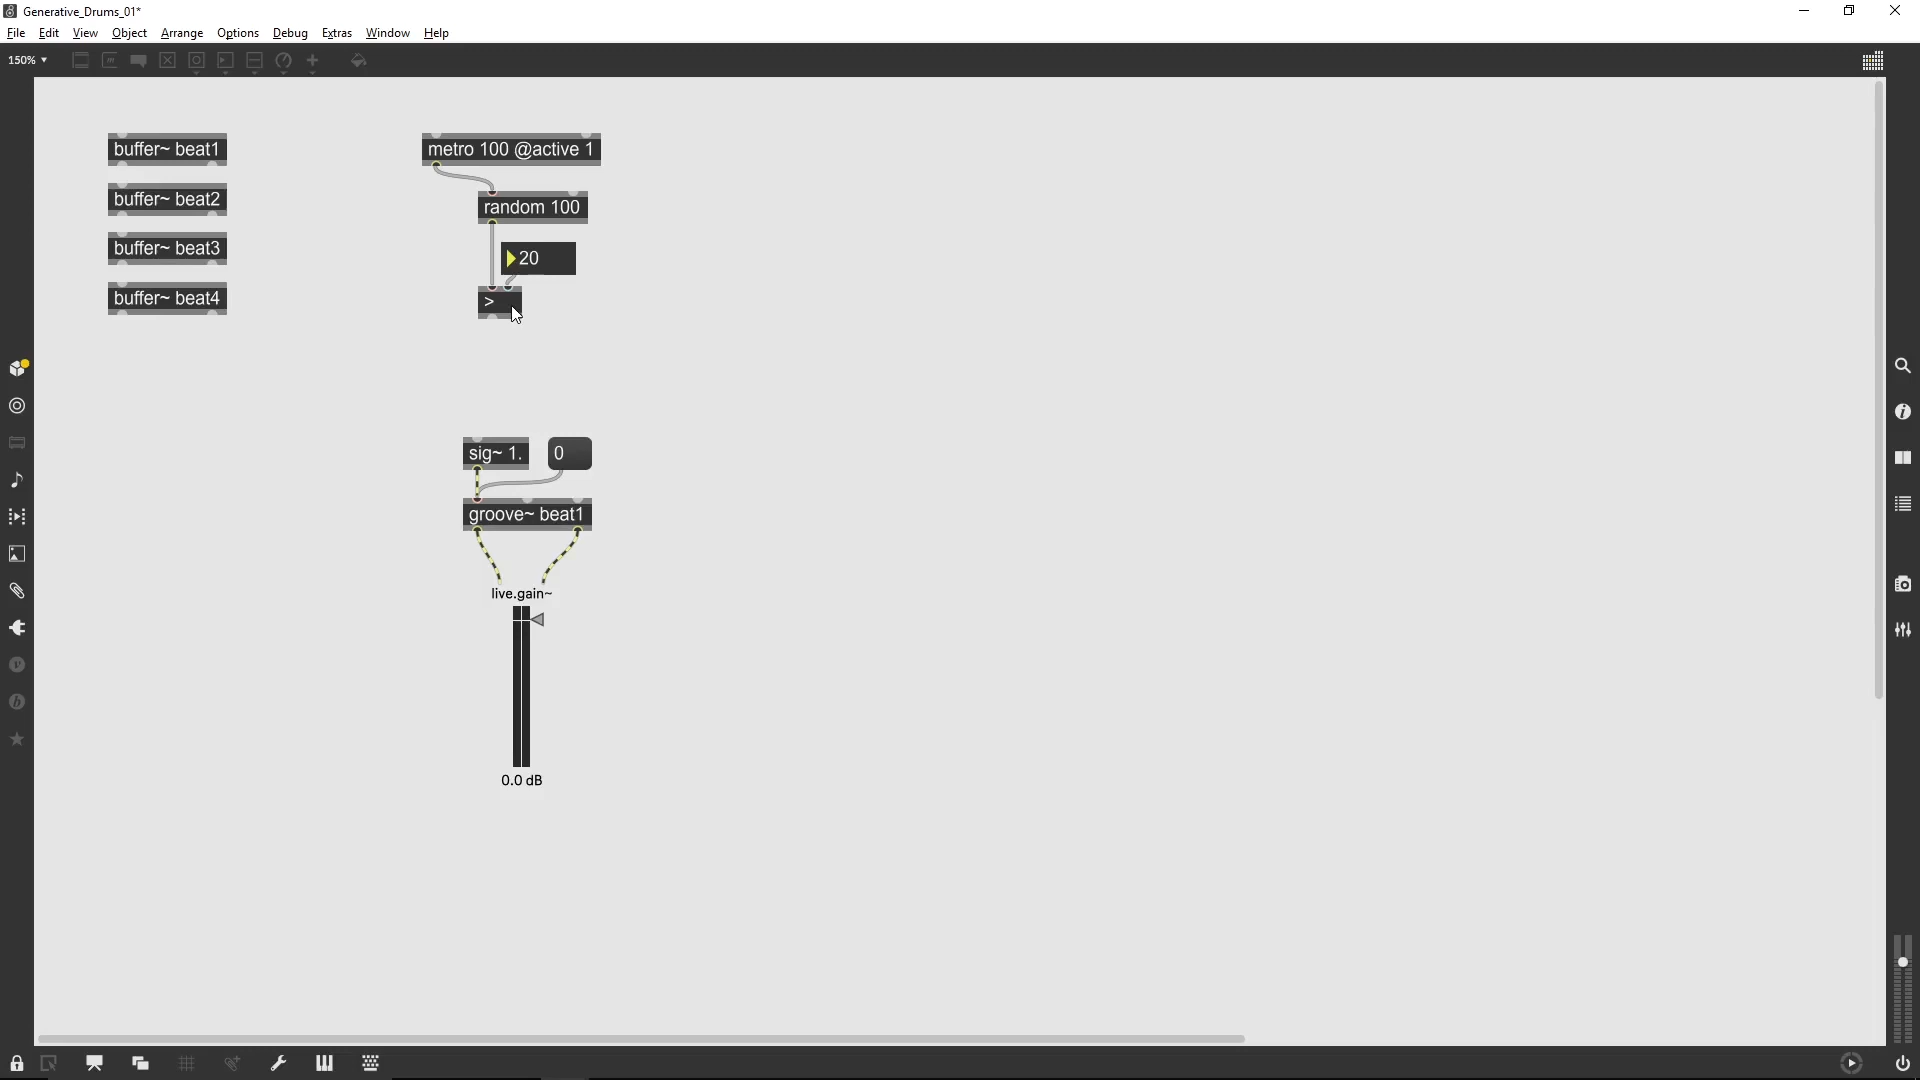 Generative_Drums_01*
File Edit View Object Arrange Options Debug Extras Window Help
150%
buffer~ beat1
buffer~ beat2
buffer~ beat3
buffer~ beat4
metro 100 @active 1
random 100
20
>
sig~ 1. 0
groove~ beat1
live.gain~
0.0 dB